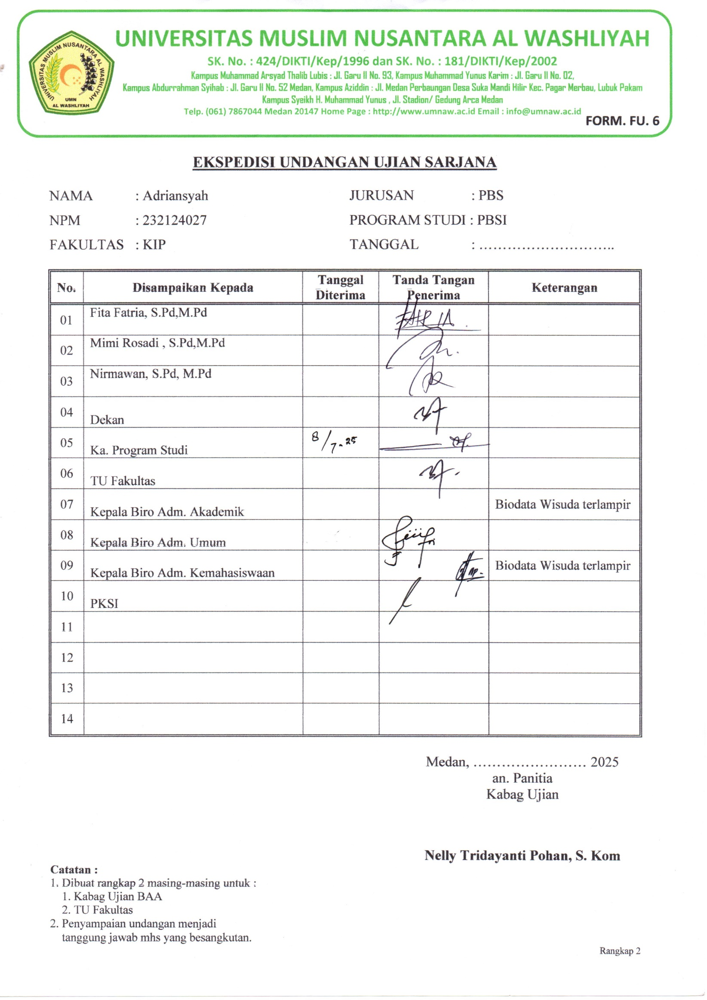 UNIVERSITAS MUSLIM NUSANTARA AL WASHLIYAH
UNIVERSITAS MUSLIM NUSANTARA AL WASHLIYAH
UMN
AL WASHLIYAH
SK. No. : 424/DIKTI/Kep/1996 dan SK. No. : 181/DIKTI/Kep/2002
Kampus Muhammad Arsyad Thalib Lubis : Jl. Garu II No. 93, Kampus Muhammad Yunus Karim : Jl. Garu II No. 02,
Kampus Abdurrahman Syihab : Jl. Garu II No. 52 Medan, Kampus Aziddin : Jl. Medan Perbaungan Desa Suka Mandi Hilir Kec. Pagar Merbau, Lubuk Pakam
Kampus Syeikh H. Muhammad Yunus , Jl. Stadion/ Gedung Arca Medan
Telp. (061) 7867044 Medan 20147 Home Page : http://www.umnaw.ac.id Email : info@umnaw.ac.id
FORM. FU. 6
EKSPEDISI UNDANGAN UJIAN SARJANA
NAMA : Adriansyah JURUSAN : PBS
NPM : 232124027 PROGRAM STUDI : PBSI
FAKULTAS : KIP TANGGAL : .............................
No. Disampaikan Kepada Tanggal Diterima Tanda Tangan Penerima Keterangan
01 Fita Fatria, S.Pd,M.Pd
02 Mimi Rosadi , S.Pd,M.Pd
03 Nirmawan, S.Pd, M.Pd
04 Dekan
05 Ka. Program Studi 8/7-25
06 TU Fakultas
07 Kepala Biro Adm. Akademik Biodata Wisuda terlampir
08 Kepala Biro Adm. Umum
09 Kepala Biro Adm. Kemahasiswaan Biodata Wisuda terlampir
10 PKSI
11
12
13
14
Medan, ........................ 2025
an. Panitia
Kabag Ujian
Nelly Tridayanti Pohan, S. Kom
Catatan :
1. Dibuat rangkap 2 masing-masing untuk :
1. Kabag Ujian BAA
2. TU Fakultas
2. Penyampaian undangan menjadi
tanggung jawab mhs yang besangkutan.
Rangkap 2